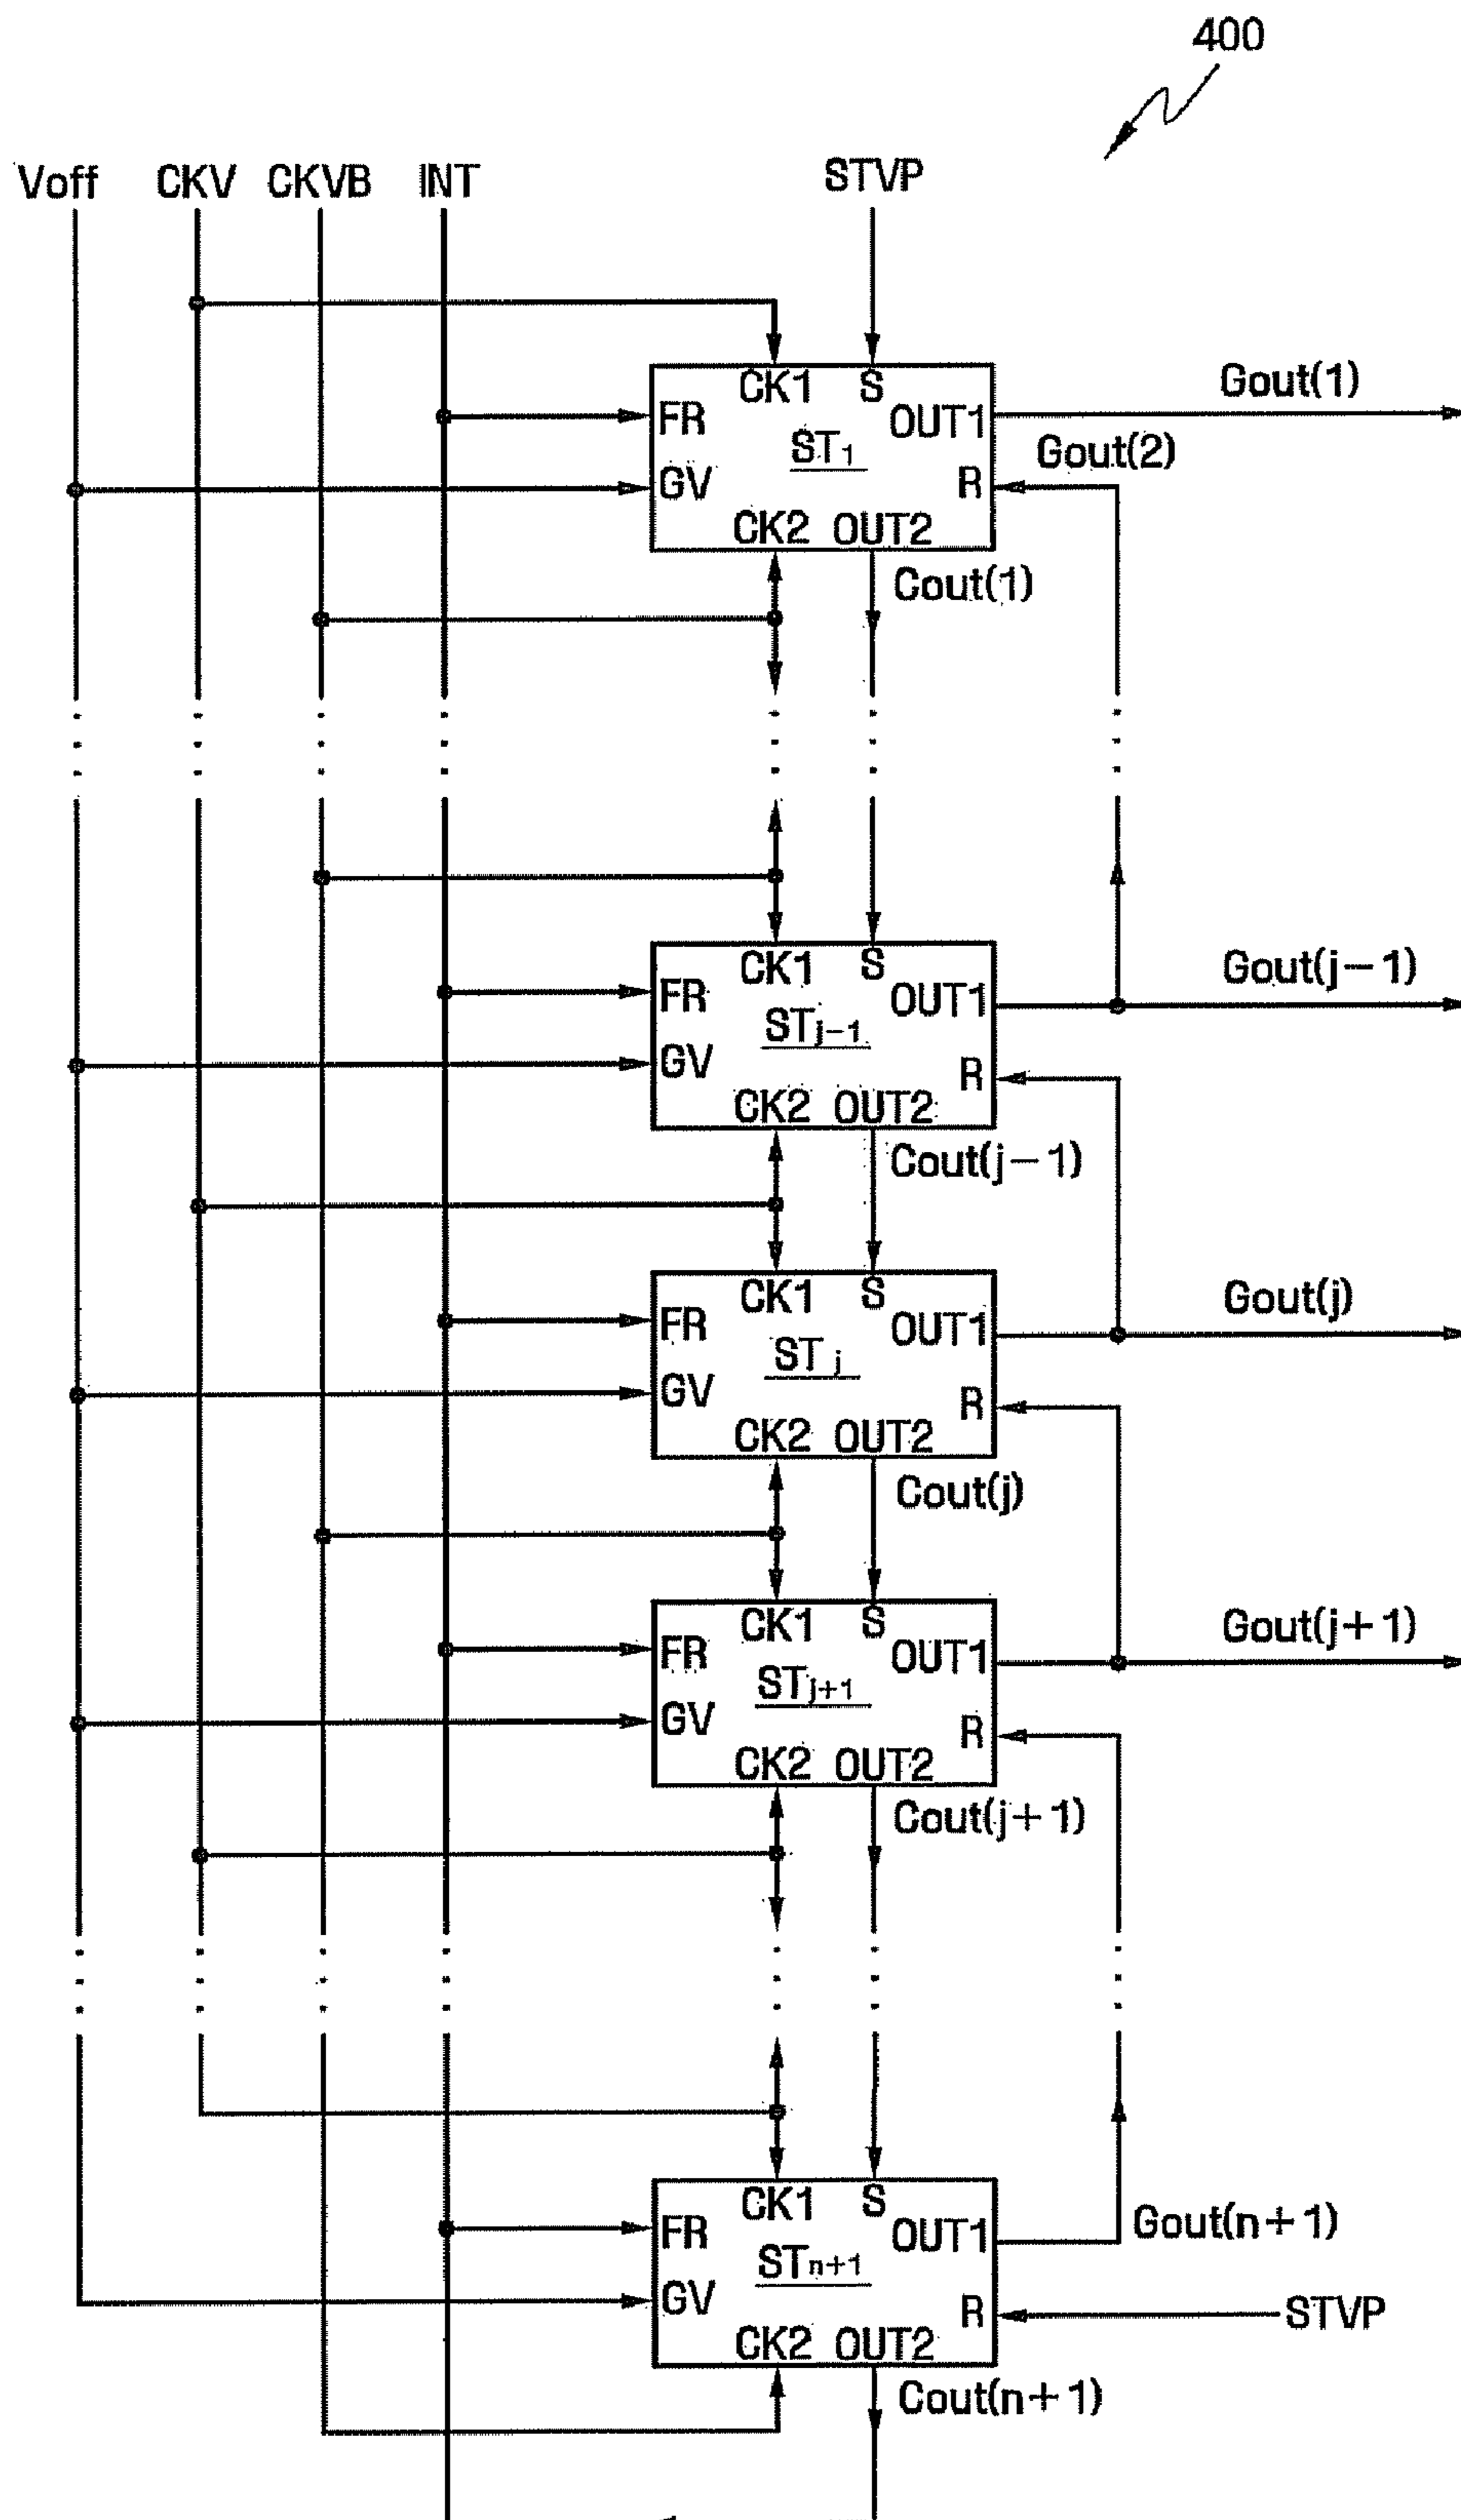 400
Voff CKV CKVB INT STVP
CK1 S
FR OUT1 Gout(1)
ST1 Gout(2)
GV R
CK2 OUT2
Cout(1)
CK1 S
FR OUT1 Gout(j−1)
STj−1
GV R
CK2 OUT2
Cout(j−1)
CK1 S
FR OUT1 Gout(j)
STj
GV R
CK2 OUT2
Cout(j)
CK1 S
FR OUT1 Gout(j+1)
STj+1
GV R
CK2 OUT2
Cout(j+1)
CK1 S
FR OUT1 Gout(n+1)
STn+1
GV R STVP
CK2 OUT2
Cout(n+1)